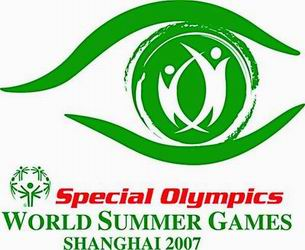 Special Olympics
WORLD SUMMER GAMES
SHANGHAI 2007